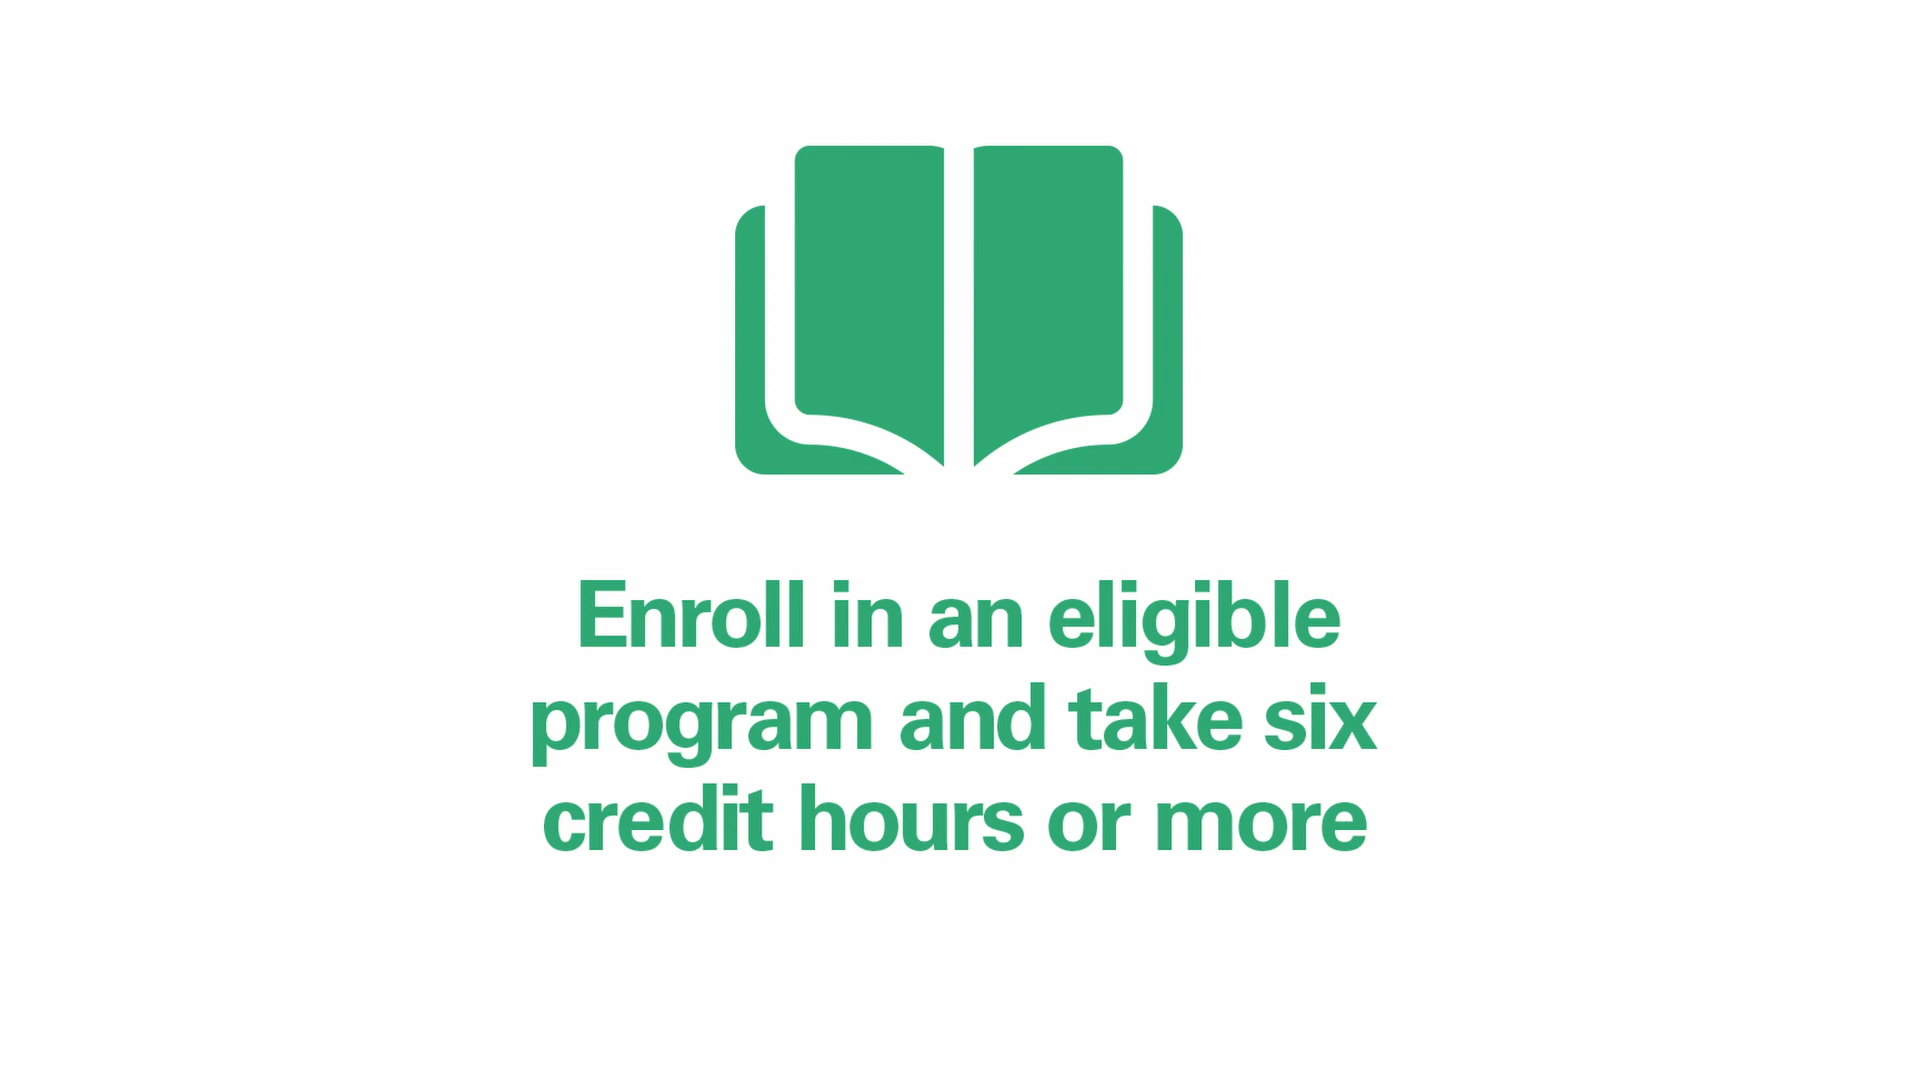 Enroll in an eligible
program and take six
credit hours or more